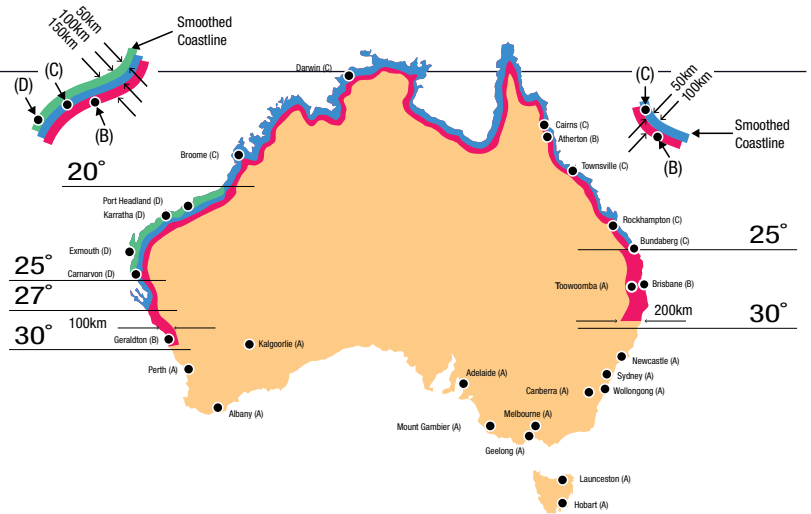 50km
100km
150km
Smoothed
Coastline
(D)
(C)
(B)
Darwin (C)
(C)
50km
100km
Smoothed
Coastline
(B)
Cairns (C)
Atherton (B)
Broome (C)
Townsville (C)
20°
Port Headland (D)
Karratha (D)
Rockhampton (C)
Bundaberg (C)
25°
Exmouth (D)
25°
Carnarvon (D)
Toowoomba (A)
Brisbane (B)
27°
100km
200km
30°
30°
Geraldton (B)
Kalgoorlie (A)
Newcastle (A)
Perth (A)
Adelaide (A)
Sydney (A)
Canberra (A)
Wollongong (A)
Albany (A)
Melbourne (A)
Mount Gambier (A)
Geelong (A)
Launceston (A)
Hobart (A)